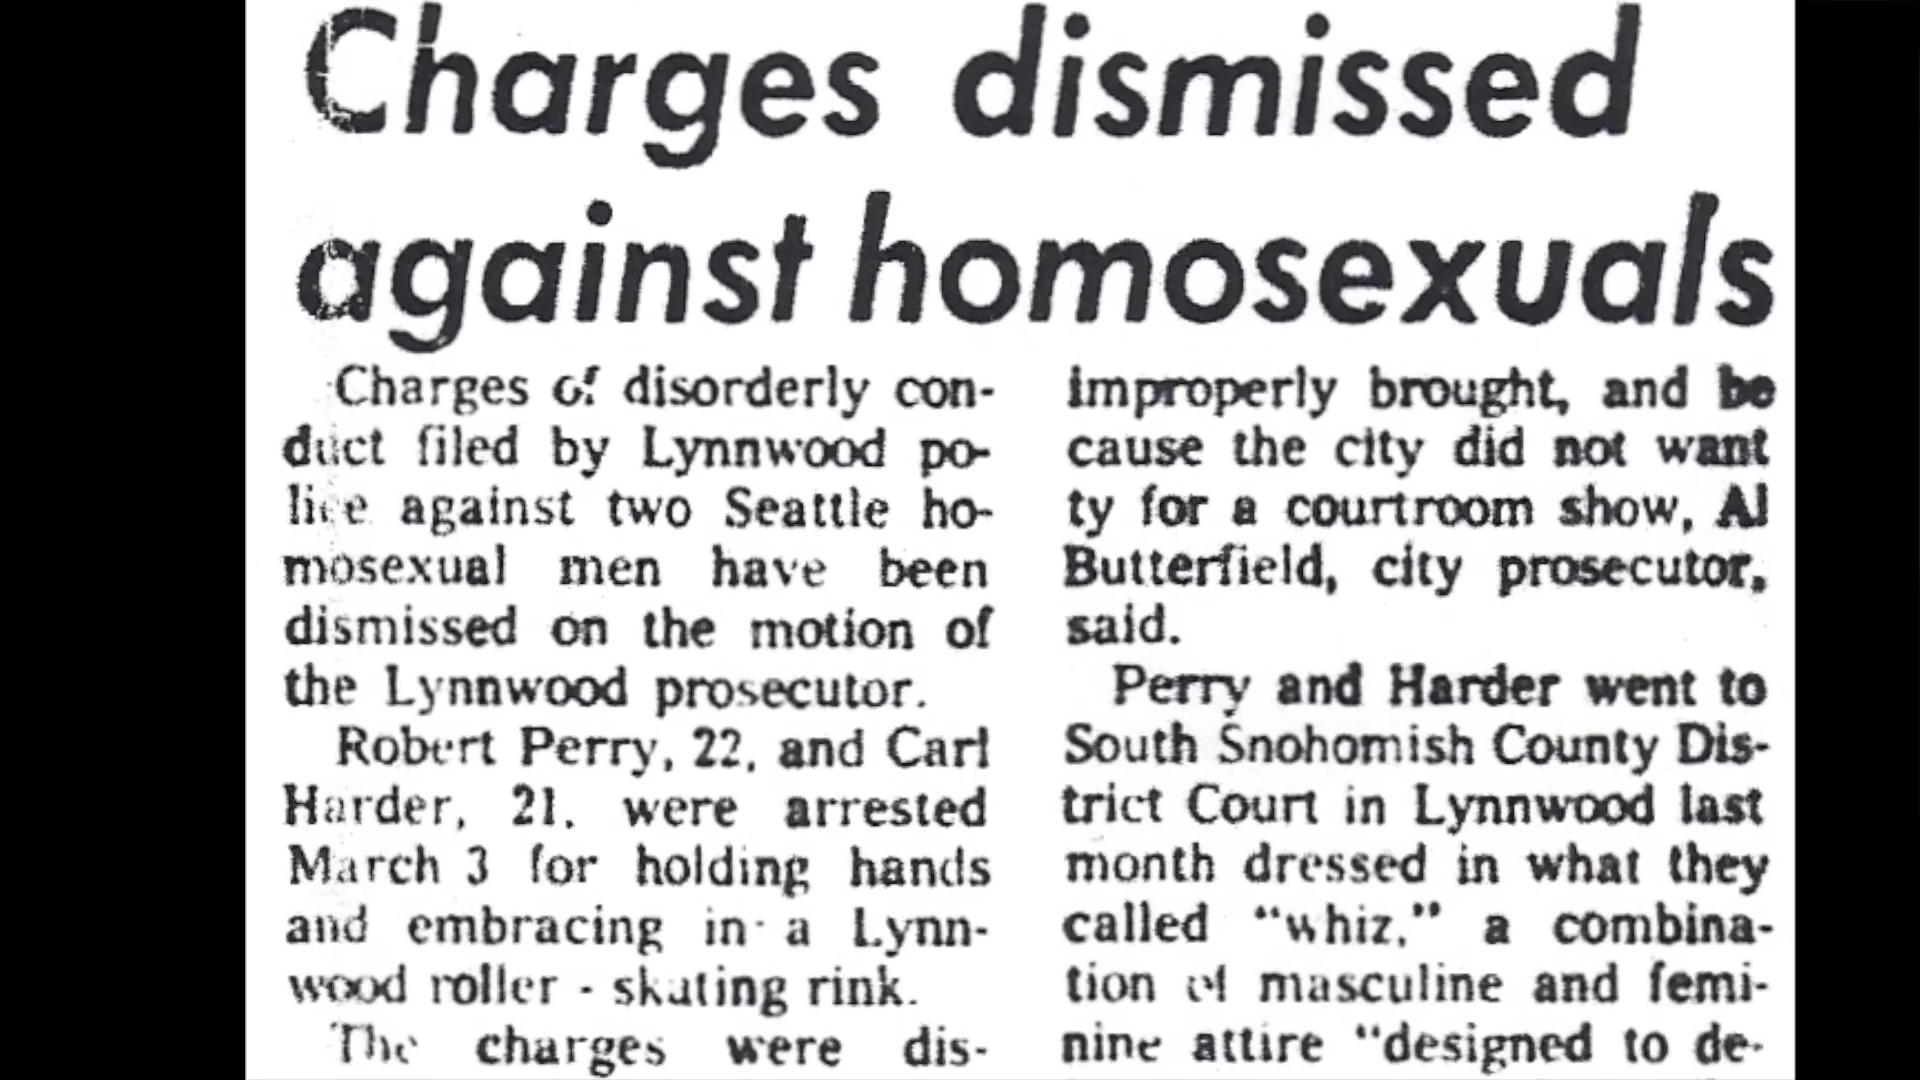 Charges dismissed
against homosexuals
Charges of disorderly con-
duct filed by Lynnwood po-
lice against two Seattle ho-
mosexual men have been
dismissed on the motion of
the Lynnwood prosecutor.
Robert Perry, 22, and Carl
Harder, 21, were arrested
March 3 for holding hands
and embracing in a Lynn-
wood roller - skating rink.
The charges were dis-
improperly brought, and be
cause the city did not want
ty for a courtroom show, Al
Butterfield, city prosecutor,
said.
Perry and Harder went to
South Snohomish County Dis-
trict Court in Lynnwood last
month dressed in what they
called "whiz," a combina-
tion of masculine and femi-
nine attire "designed to de-